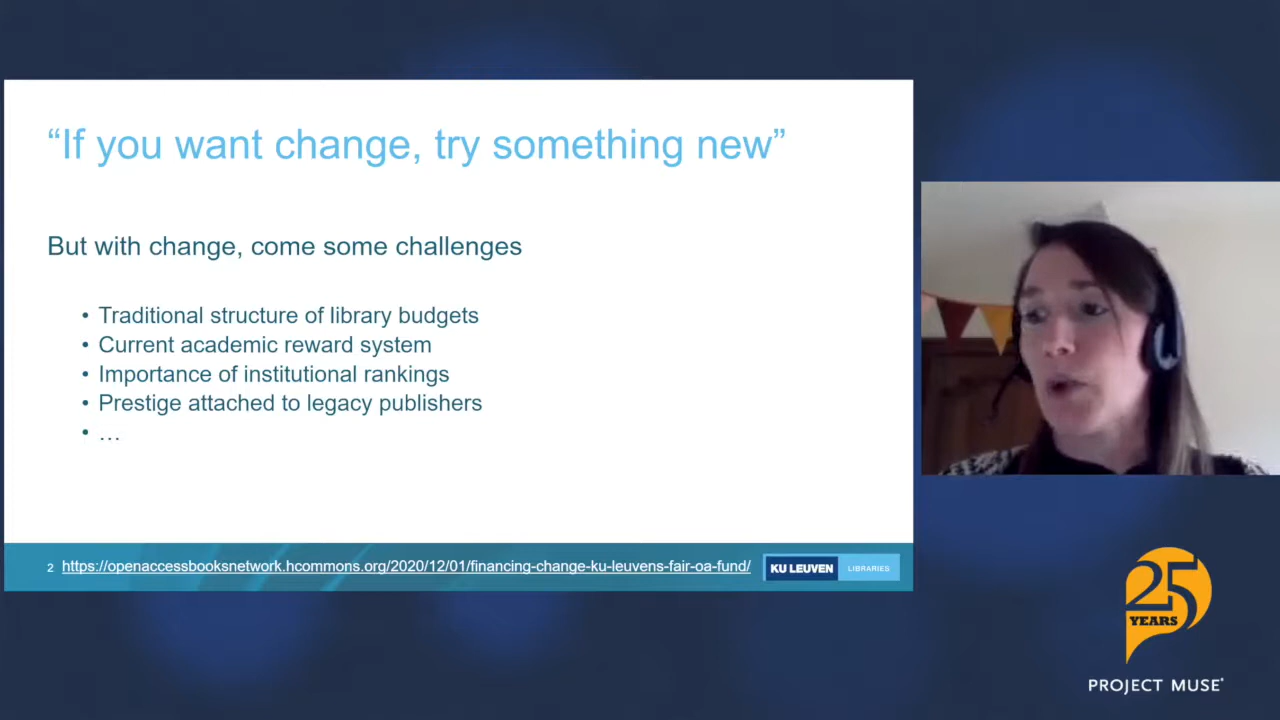 “If you want change, try something new”
But with change, come some challenges
• Traditional structure of library budgets
• Current academic reward system
• Importance of institutional rankings
• Prestige attached to legacy publishers
• …
2 https://openaccessbooksnetwork.hcommons.org/2020/12/01/financing-change-ku-leuvens-fair-oa-fund/
KU LEUVEN LIBRARIES
25
YEARS
PROJECT MUSE®